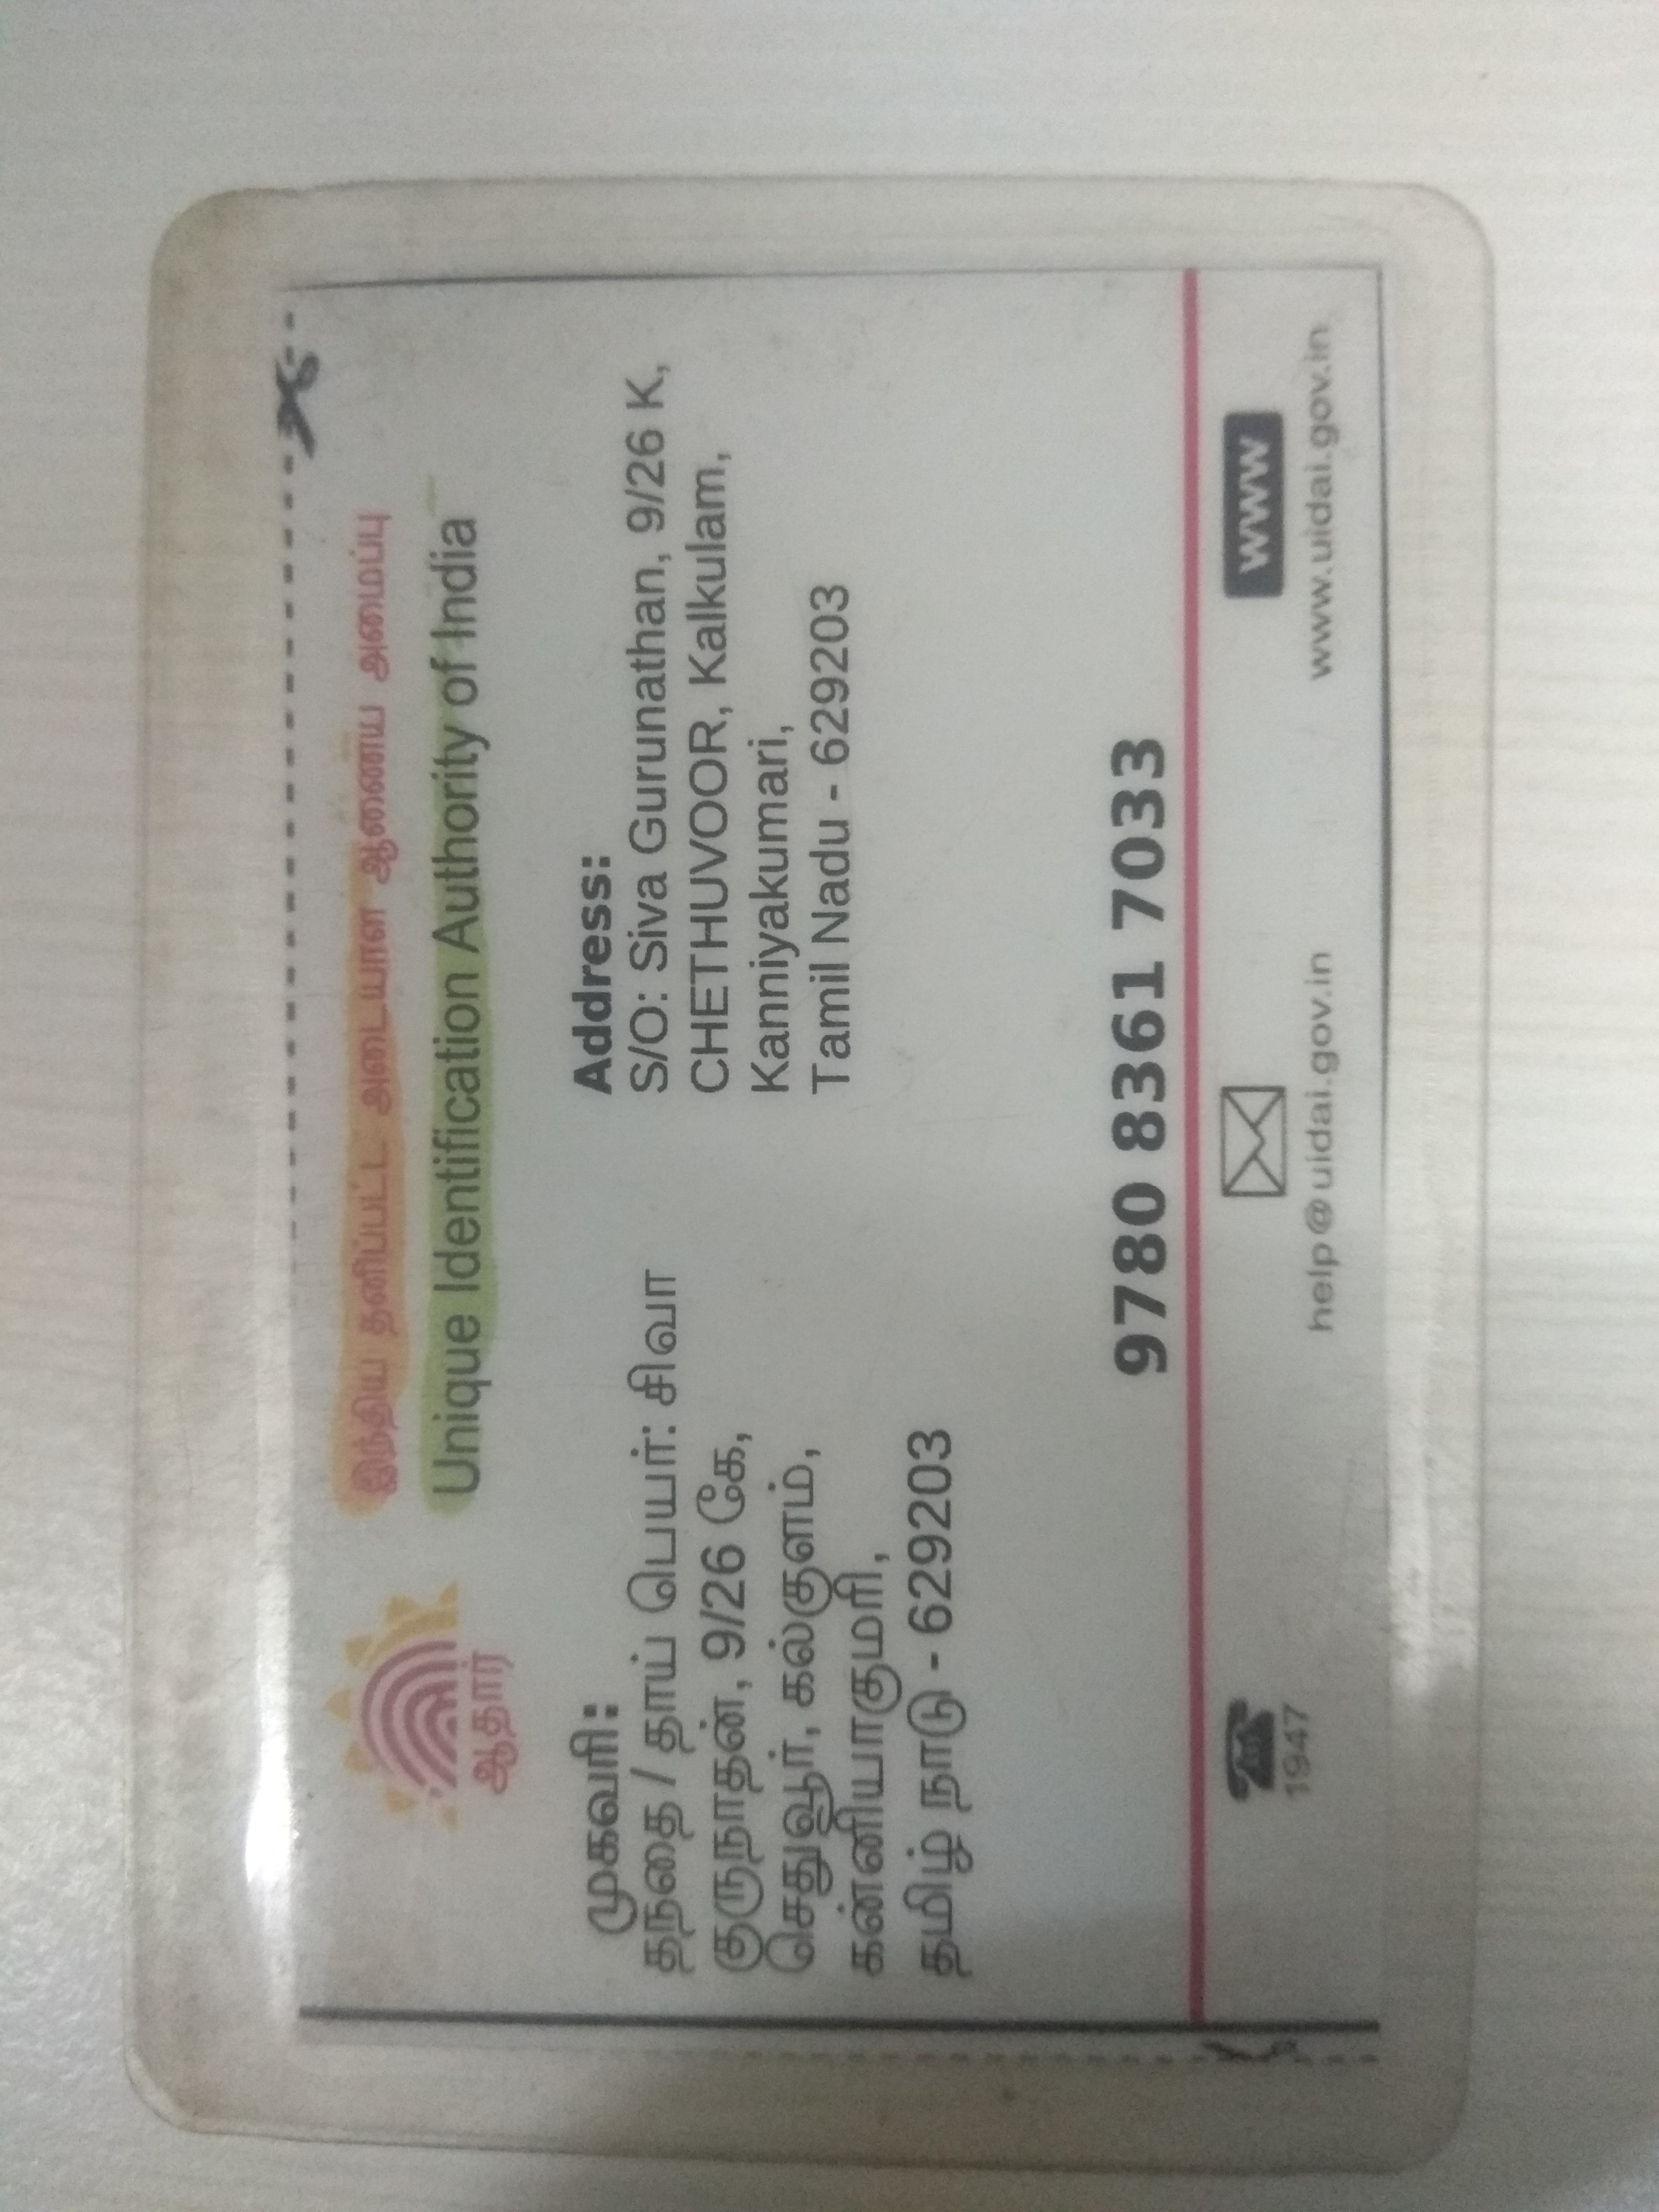 இந்திய தனிப்பட்ட அடையாள ஆணைய அமைப்பு
Unique Identification Authority of India
ஆதார்
முகவரி:
தந்தை / தாய் பெயர்: சிவா
குருநாதன், 9/26 கே,
செதுவூர், கல்குளம்,
கன்னியாகுமரி,
தமிழ் நாடு - 629203
Address:
S/O: Siva Gurunathan, 9/26 K,
CHETHUVOOR, Kalkulam,
Kanniyakumari,
Tamil Nadu - 629203
9780 8361 7033
1947
help@uidai.gov.in
www
www.uidai.gov.in